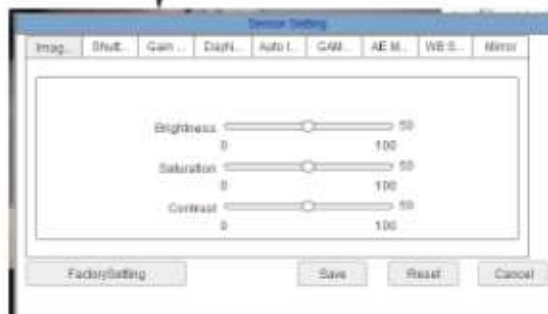 Sensor Setting
Imag... Shutt... Gain ... DayN... Auto I... GAM... AE M... WB S... Mirror
Brightness 50
0 100
Saturation 50
0 100
Contrast 50
0 100
FactorySetting Save Reset Cancel